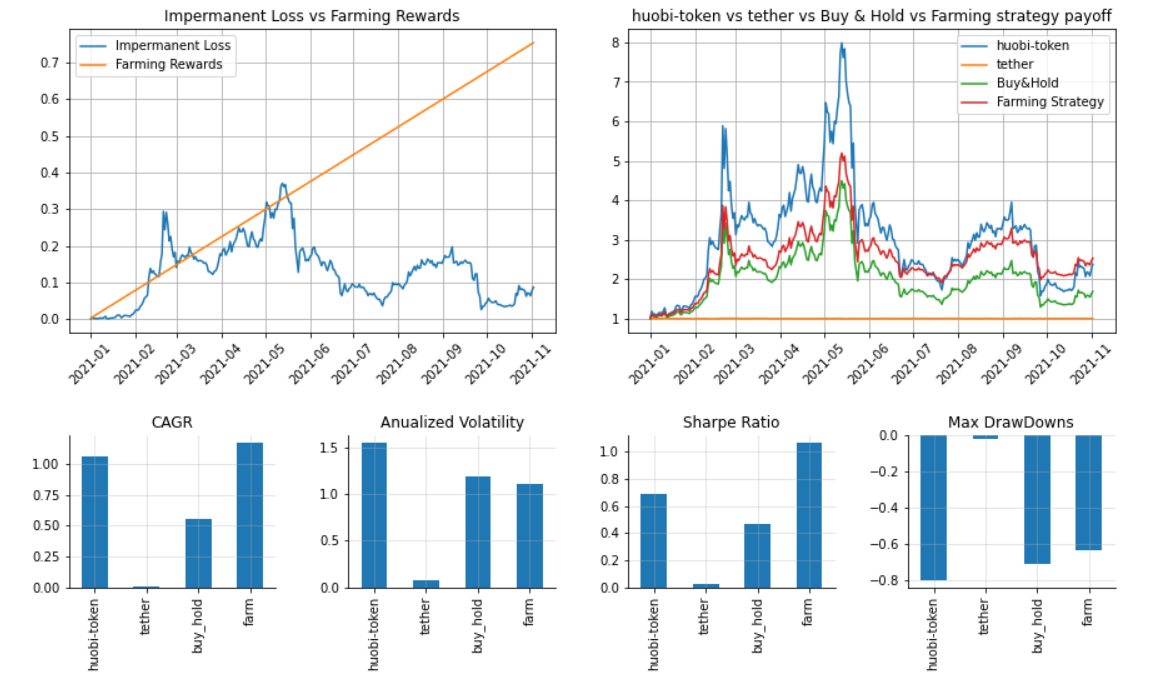 Impermanent Loss vs Farming Rewards
Impermanent Loss
Farming Rewards
0.7
0.6
0.5
0.4
0.3
0.2
0.1
0.0
2021-01
2021-02
2021-03
2021-04
2021-05
2021-06
2021-07
2021-08
2021-09
2021-10
2021-11
huobi-token vs tether vs Buy & Hold vs Farming strategy payoff
huobi-token
tether
Buy&Hold
Farming Strategy
8
7
6
5
4
3
2
1
2021-01
2021-02
2021-03
2021-04
2021-05
2021-06
2021-07
2021-08
2021-09
2021-10
2021-11
CAGR
1.00
0.75
0.50
0.25
0.00
huobi-token
tether
buy_hold
farm
Anualized Volatility
1.5
1.0
0.5
0.0
huobi-token
tether
buy_hold
farm
Sharpe Ratio
1.0
0.8
0.6
0.4
0.2
0.0
huobi-token
tether
buy_hold
farm
Max DrawDowns
0.0
−0.2
−0.4
−0.6
−0.8
huobi-token
tether
buy_hold
farm